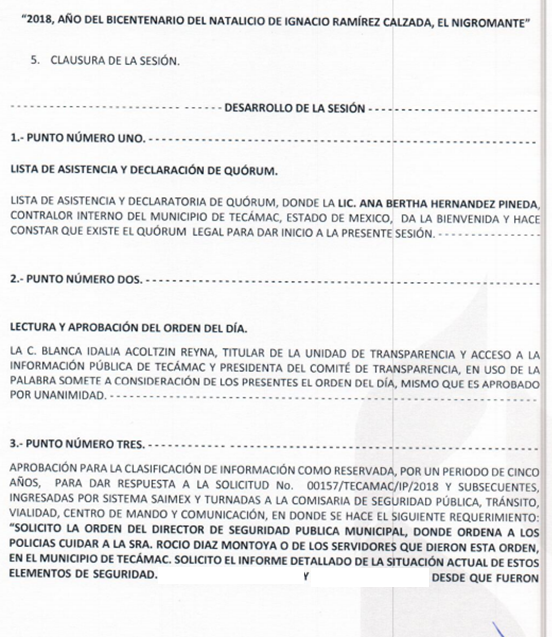 "2018, AÑO DEL BICENTENARIO DEL NATALICIO DE IGNACIO RAMÍREZ CALZADA, EL NIGROMANTE"
5. CLAUSURA DE LA SESIÓN.
------------------------------ ------ DESARROLLO DE LA SESIÓN ---------------------------
1.- PUNTO NÚMERO UNO. ----------------------------------------------------------------
LISTA DE ASISTENCIA Y DECLARACIÓN DE QUÓRUM.
LISTA DE ASISTENCIA Y DECLARATORIA DE QUÓRUM, DONDE LA LIC. ANA BERTHA HERNANDEZ PINEDA,
CONTRALOR INTERNO DEL MUNICIPIO DE TECÁMAC, ESTADO DE MEXICO, DA LA BIENVENIDA Y HACE
CONSTAR QUE EXISTE EL QUÓRUM LEGAL PARA DAR INICIO A LA PRESENTE SESIÓN. ----------------
2.- PUNTO NÚMERO DOS. ----------------------------------------------------------------
LECTURA Y APROBACIÓN DEL ORDEN DEL DÍA.
LA C. BLANCA IDALIA ACOLTZIN REYNA, TITULAR DE LA UNIDAD DE TRANSPARENCIA Y ACCESO A LA
INFORMACIÓN PÚBLICA DE TECÁMAC Y PRESIDENTA DEL COMITÉ DE TRANSPARENCIA, EN USO DE LA
PALABRA SOMETE A CONSIDERACIÓN DE LOS PRESENTES EL ORDEN DEL DÍA, MISMO QUE ES APROBADO
POR UNANIMIDAD. ----------------------------------------------------------------------
3.- PUNTO NÚMERO TRES. --------------- -----------------------------------------------
APROBACIÓN PARA LA CLASIFICACIÓN DE INFORMACIÓN COMO RESERVADA, POR UN PERIODO DE CINCO
AÑOS, PARA DAR RESPUESTA A LA SOLICITUD No. 00157/TECAMAC/IP/2018 Y SUBSECUENTES,
INGRESADAS POR SISTEMA SAIMEX Y TURNADAS A LA COMISARIA DE SEGURIDAD PÚBLICA, TRÁNSITO,
VIALIDAD, CENTRO DE MANDO Y COMUNICACIÓN, EN DONDE SE HACE EL SIGUIENTE REQUERIMIENTO:
"SOLICITO LA ORDEN DEL DIRECTOR DE SEGURIDAD PUBLICA MUNICIPAL, DONDE ORDENA A LOS
POLICIAS CUIDAR A LA SRA. ROCIO DIAZ MONTOYA O DE LOS SERVIDORES QUE DIERON ESTA ORDEN,
EN EL MUNICIPIO DE TECÁMAC. SOLICITO EL INFORME DETALLADO DE LA SITUACIÓN ACTUAL DE ESTOS
ELEMENTOS DE SEGURIDAD. Y DESDE QUE FUERON